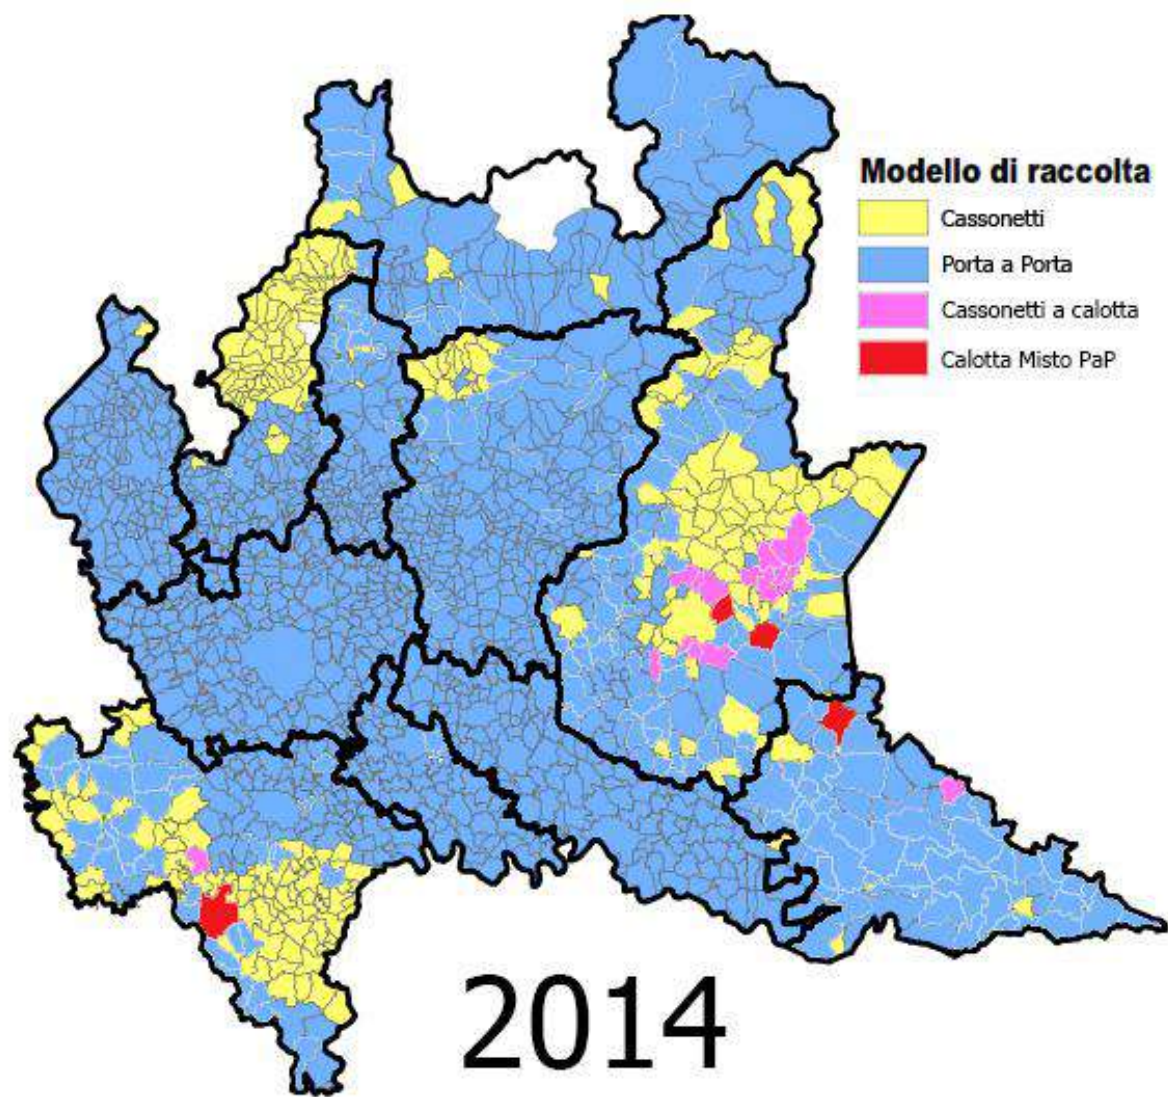 Modello di raccolta
Cassonetti
Porta a Porta
Cassonetti a calotta
Calotta Misto PaP
2014